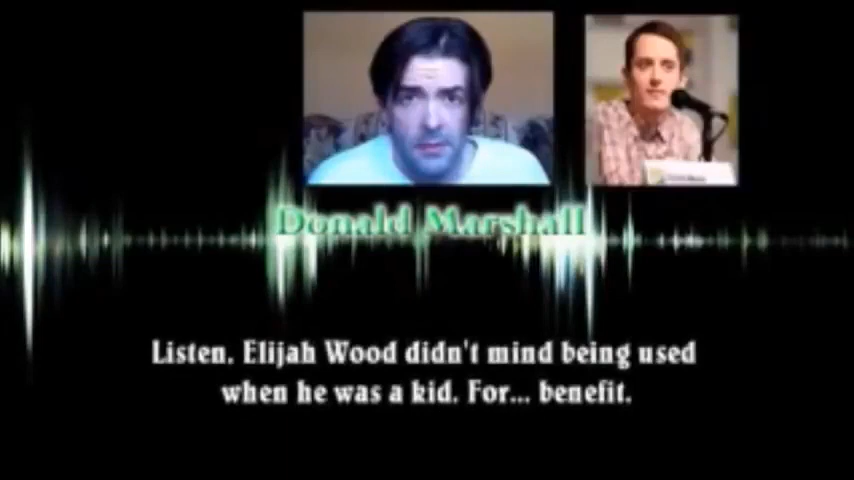 Donald Marshall
Listen. Elijah Wood didn't mind being used
when he was a kid. For... benefit.